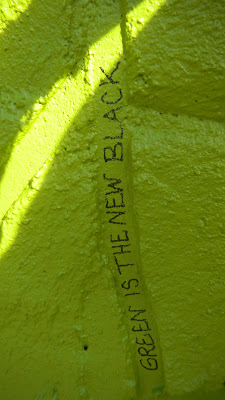 GREEN IS THE NEW BLACK